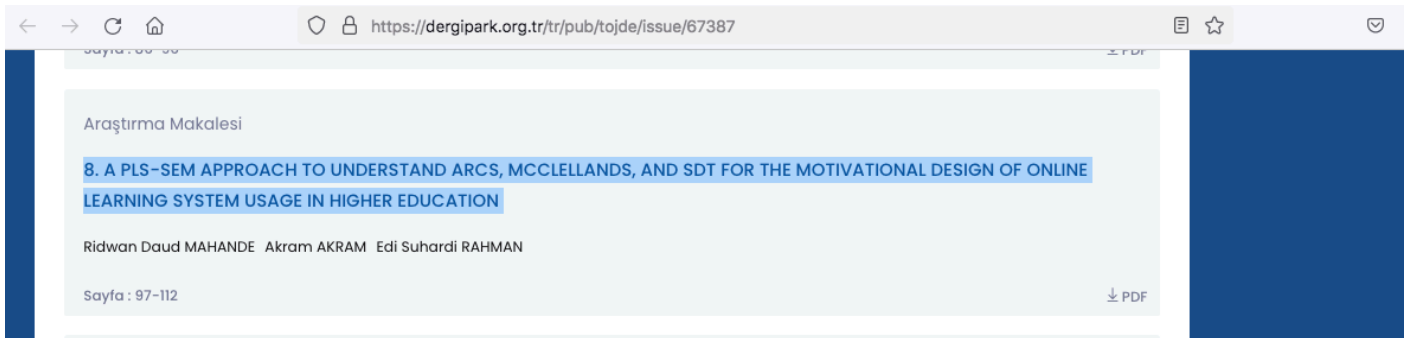 https://dergipark.org.tr/tr/pub/tojde/issue/67387
PDF
Araştırma Makalesi
8. A PLS-SEM APPROACH TO UNDERSTAND ARCS, MCCLELLANDS, AND SDT FOR THE MOTIVATIONAL DESIGN OF ONLINE
LEARNING SYSTEM USAGE IN HIGHER EDUCATION
Ridwan Daud MAHANDE Akram AKRAM Edi Suhardi RAHMAN
Sayfa : 97-112 PDF